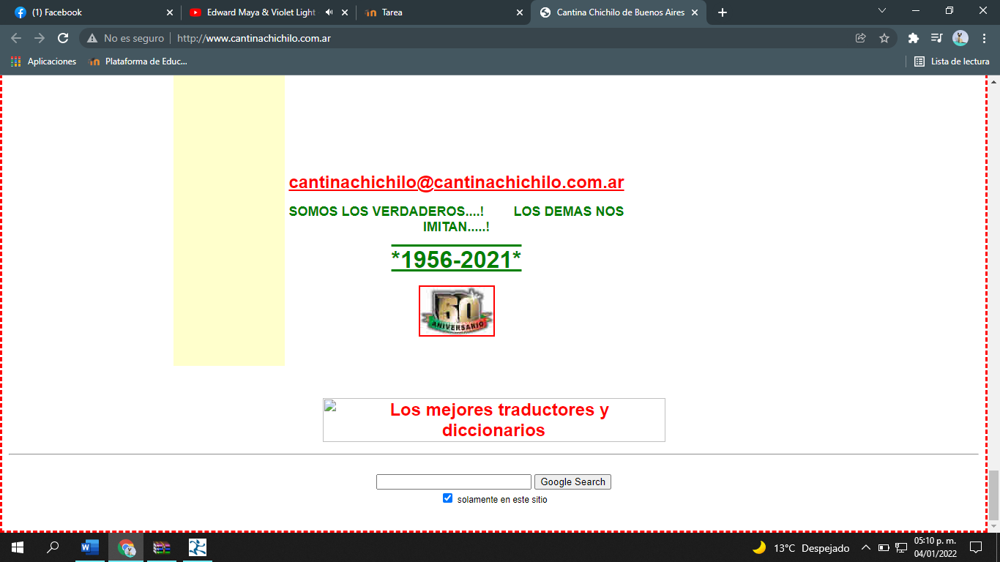 (1) Facebook
Edward Maya & Violet Light
Tarea
Cantina Chichilo de Buenos Aires
No es seguro
http://www.cantinachichilo.com.ar
Aplicaciones
Plataforma de Educ...
Lista de lectura
cantinachichilo@cantinachichilo.com.ar
SOMOS LOS VERDADEROS....! LOS DEMAS NOS
IMITAN.....!
*1956-2021*
50
ANIVERSARIO
Los mejores traductores y
diccionarios
Google Search
solamente en este sitio
13°C Despejado
05:10 p. m.
04/01/2022